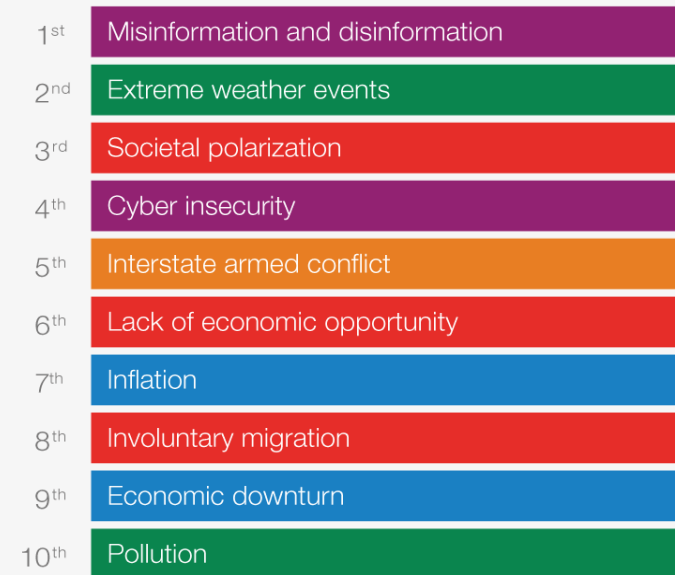 1st Misinformation and disinformation
2nd Extreme weather events
3rd Societal polarization
4th Cyber insecurity
5th Interstate armed conflict
6th Lack of economic opportunity
7th Inflation
8th Involuntary migration
9th Economic downturn
10th Pollution